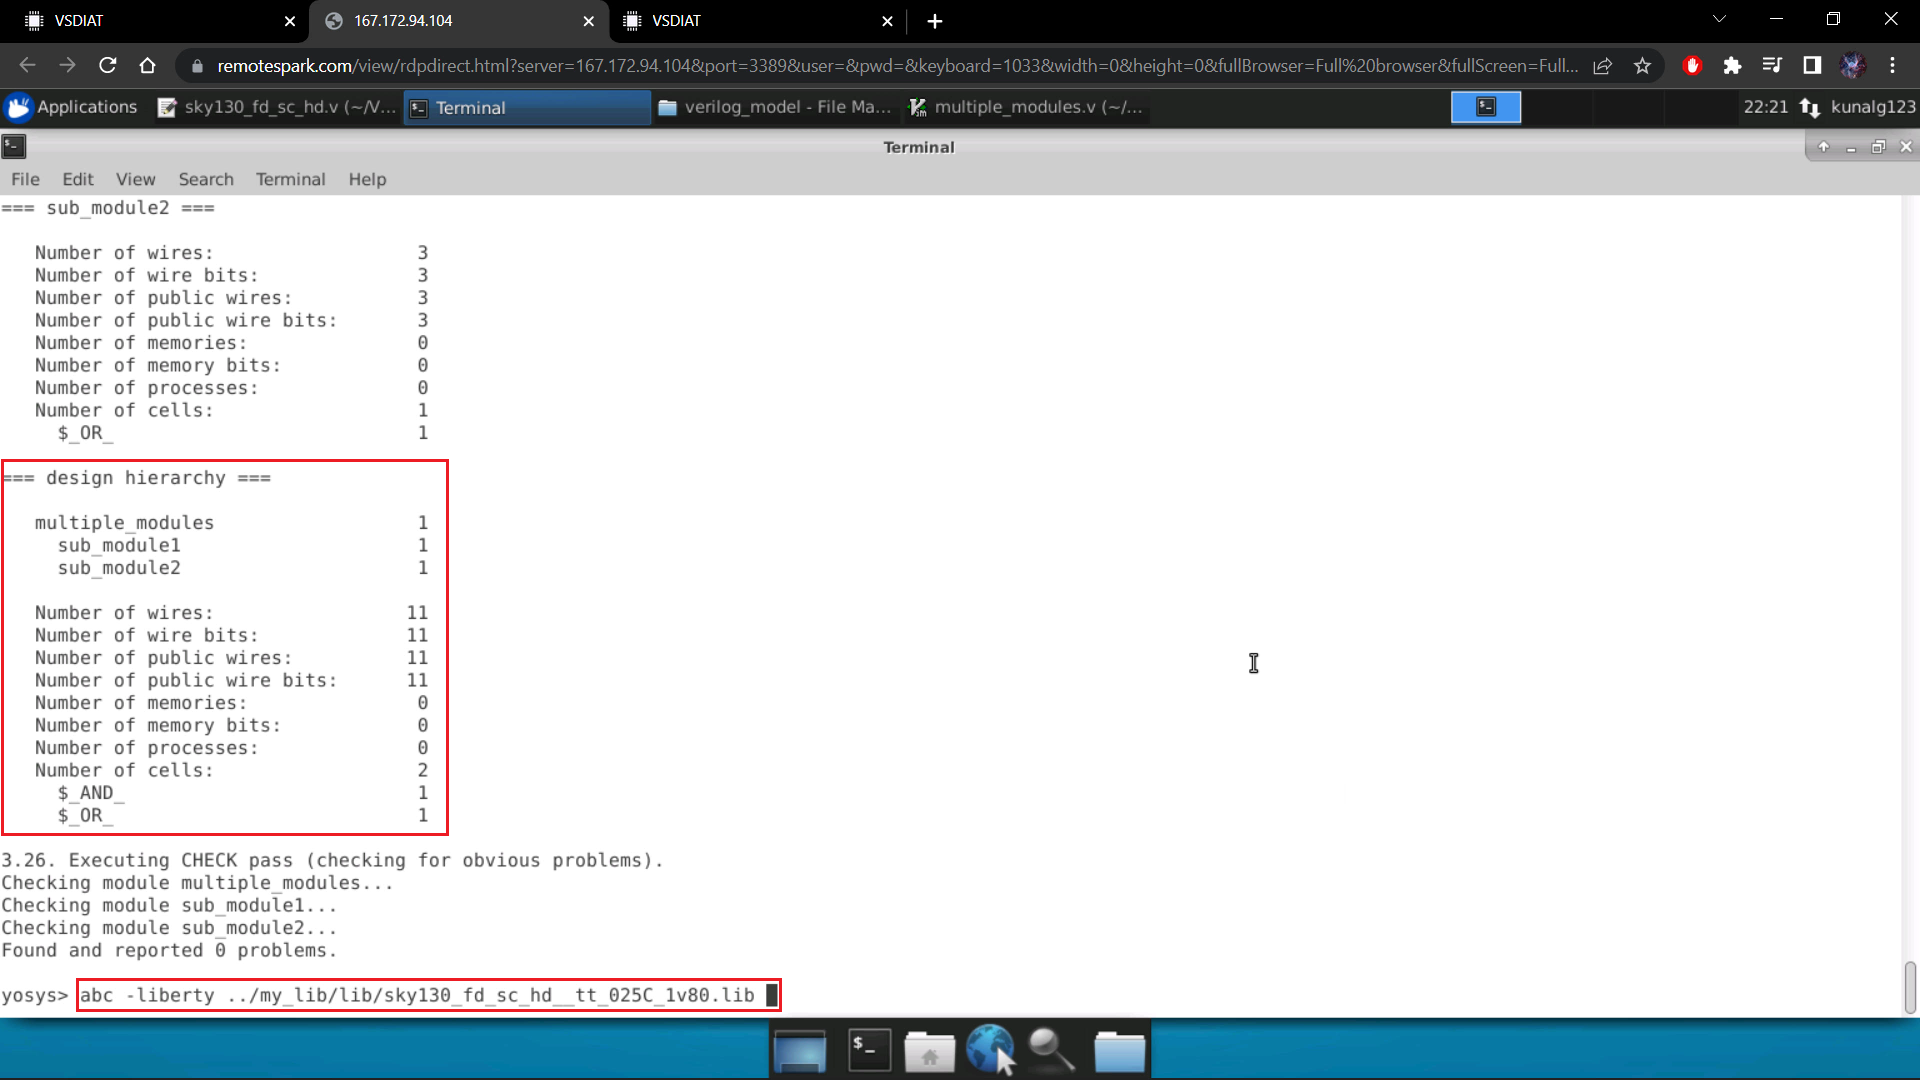 VSDIAT
167.172.94.104
VSDIAT
remotespark.com/view/rdpdirect.html?server=167.172.94.104&port=3389&user=&pwd=&keyboard=1033&width=0&height=0&fullBrowser=Full%20browser&fullScreen=Full...
Applications
sky130_fd_sc_hd.v (~/V...
Terminal
verilog_model - File Ma...
multiple_modules.v (~/...
22:21
kunalg123
Terminal
File Edit View Search Terminal Help
=== sub_module2 ===
Number of wires: 3
Number of wire bits: 3
Number of public wires: 3
Number of public wire bits: 3
Number of memories: 0
Number of memory bits: 0
Number of processes: 0
Number of cells: 1
$_OR_ 1
=== design hierarchy ===
multiple_modules 1
sub_module1 1
sub_module2 1
Number of wires: 11
Number of wire bits: 11
Number of public wires: 11
Number of public wire bits: 11
Number of memories: 0
Number of memory bits: 0
Number of processes: 0
Number of cells: 2
$_AND_ 1
$_OR_ 1
3.26. Executing CHECK pass (checking for obvious problems).
Checking module multiple_modules...
Checking module sub_module1...
Checking module sub_module2...
Found and reported 0 problems.
yosys> abc -liberty ../my_lib/lib/sky130_fd_sc_hd__tt_025C_1v80.lib